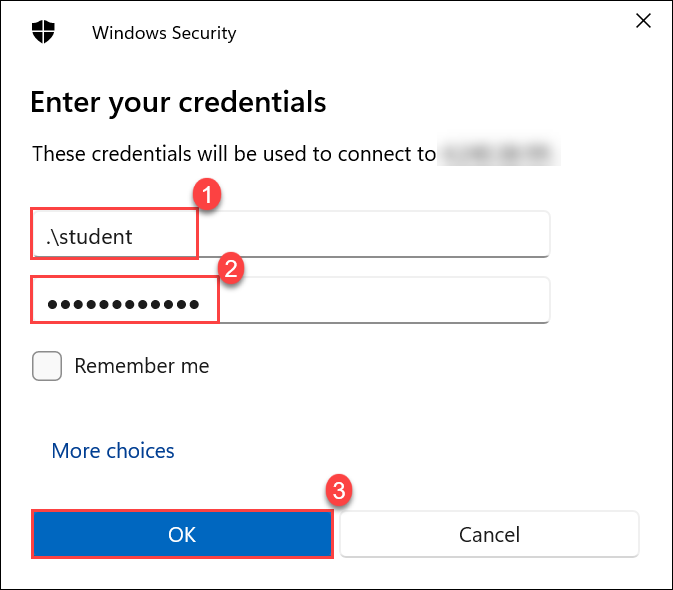 Windows Security
Enter your credentials
These credentials will be used to connect to
1
.\student
2
●●●●●●●●●●●●
Remember me
More choices
3
OK
Cancel